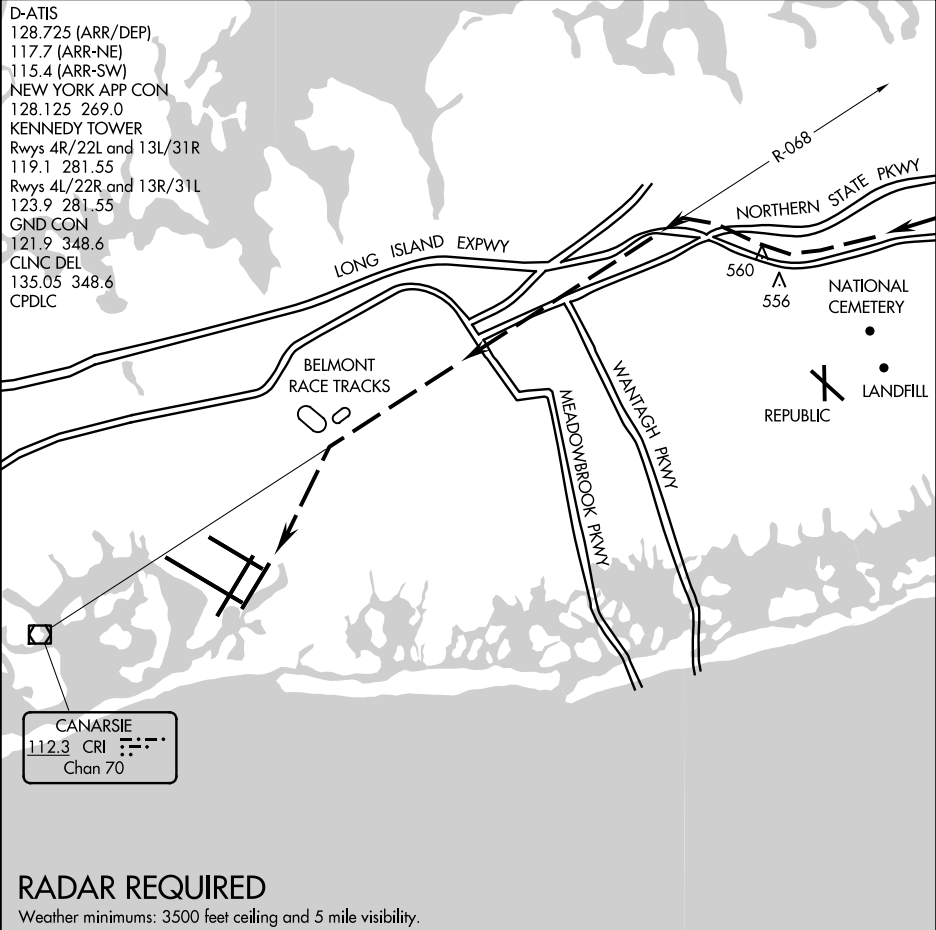 D-ATIS
128.725 (ARR/DEP)
117.7 (ARR-NE)
115.4 (ARR-SW)
NEW YORK APP CON
128.125 269.0
KENNEDY TOWER
Rwys 4R/22L and 13L/31R
119.1 281.55
Rwys 4L/22R and 13R/31L
123.9 281.55
GND CON
121.9 348.6
CLNC DEL
135.05 348.6
CPDLC
R-068
NORTHERN STATE PKWY
LONG ISLAND EXPWY
560
556
NATIONAL
CEMETERY
LANDFILL
REPUBLIC
BELMONT
RACE TRACKS
WANTAGH PKWY
MEADOWBROOK PKWY
CANARSIE
112.3 CRI
Chan 70
RADAR REQUIRED
Weather minimums: 3500 feet ceiling and 5 mile visibility.